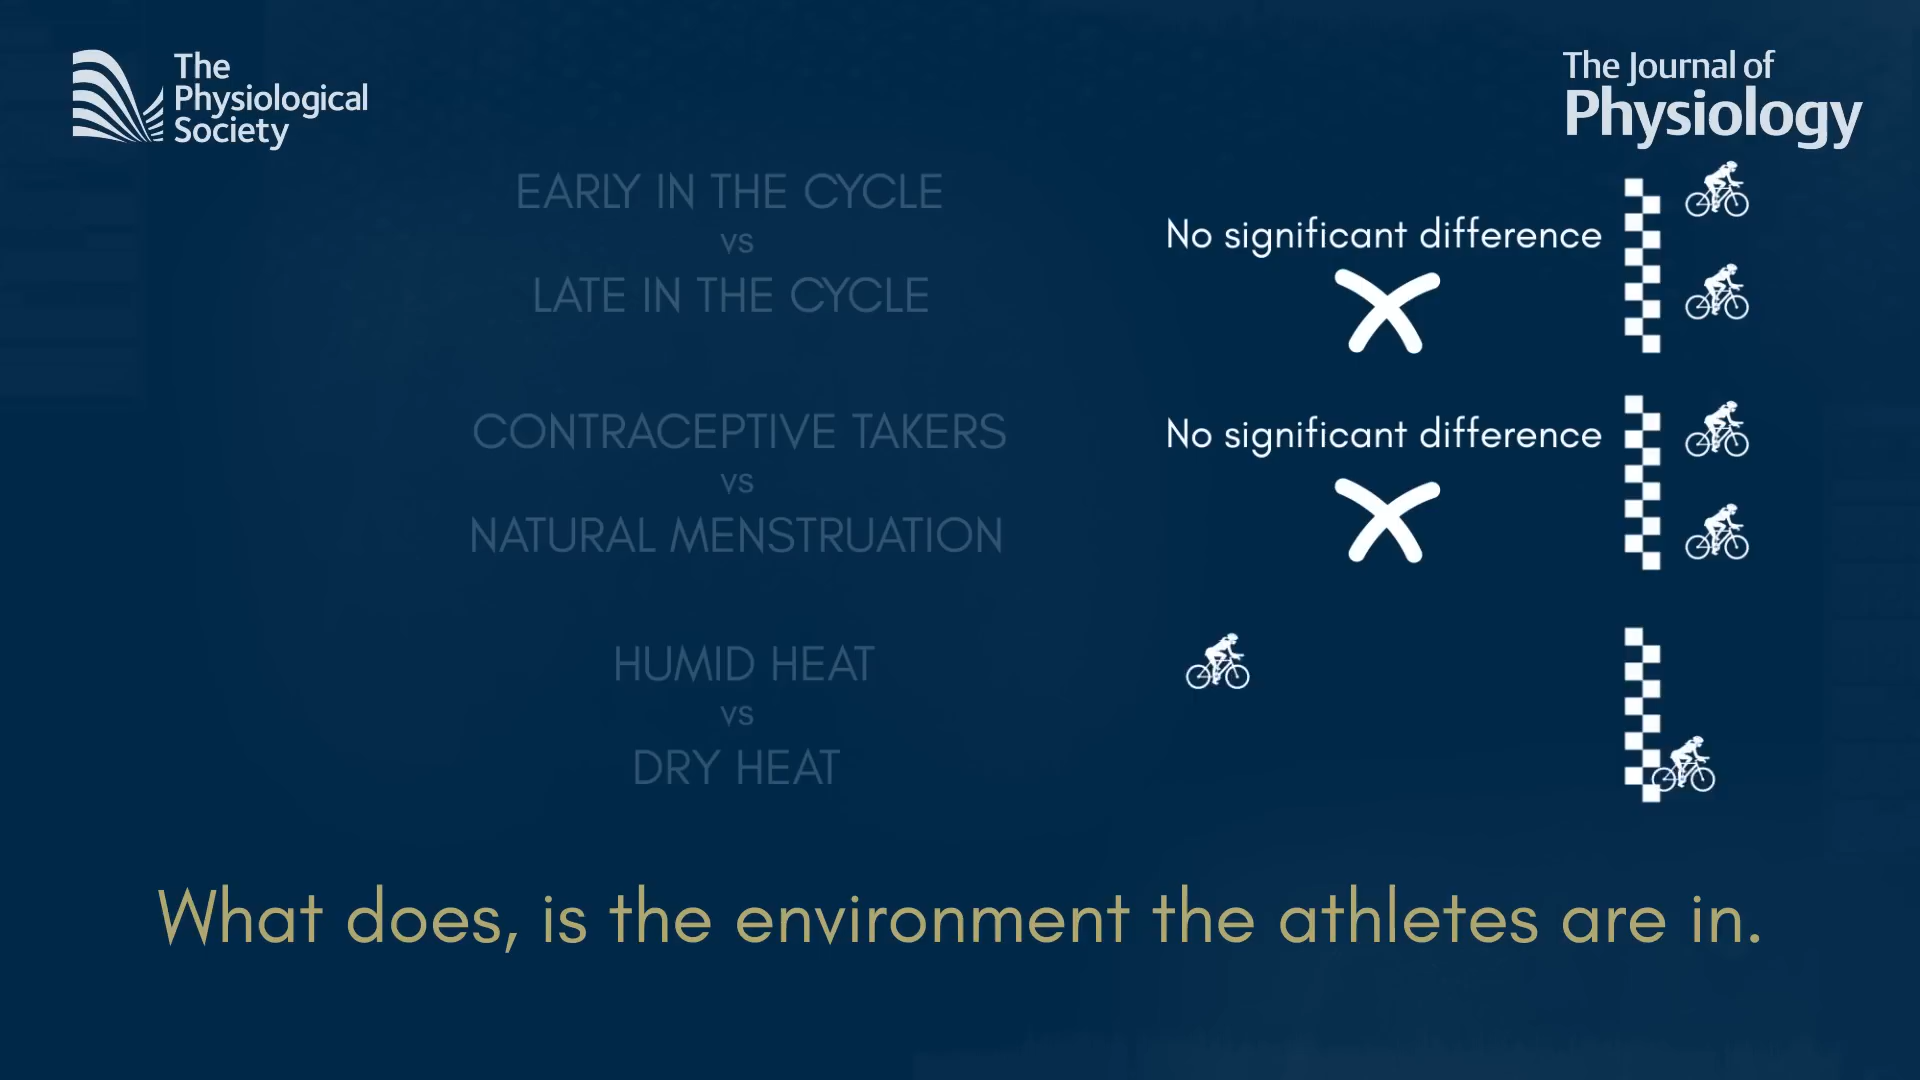 The
Physiological
Society
The Journal of
Physiology
EARLY IN THE CYCLE
vs
LATE IN THE CYCLE
No significant difference
CONTRACEPTIVE TAKERS
vs
NATURAL MENSTRUATION
No significant difference
HUMID HEAT
vs
DRY HEAT
What does, is the environment the athletes are in.